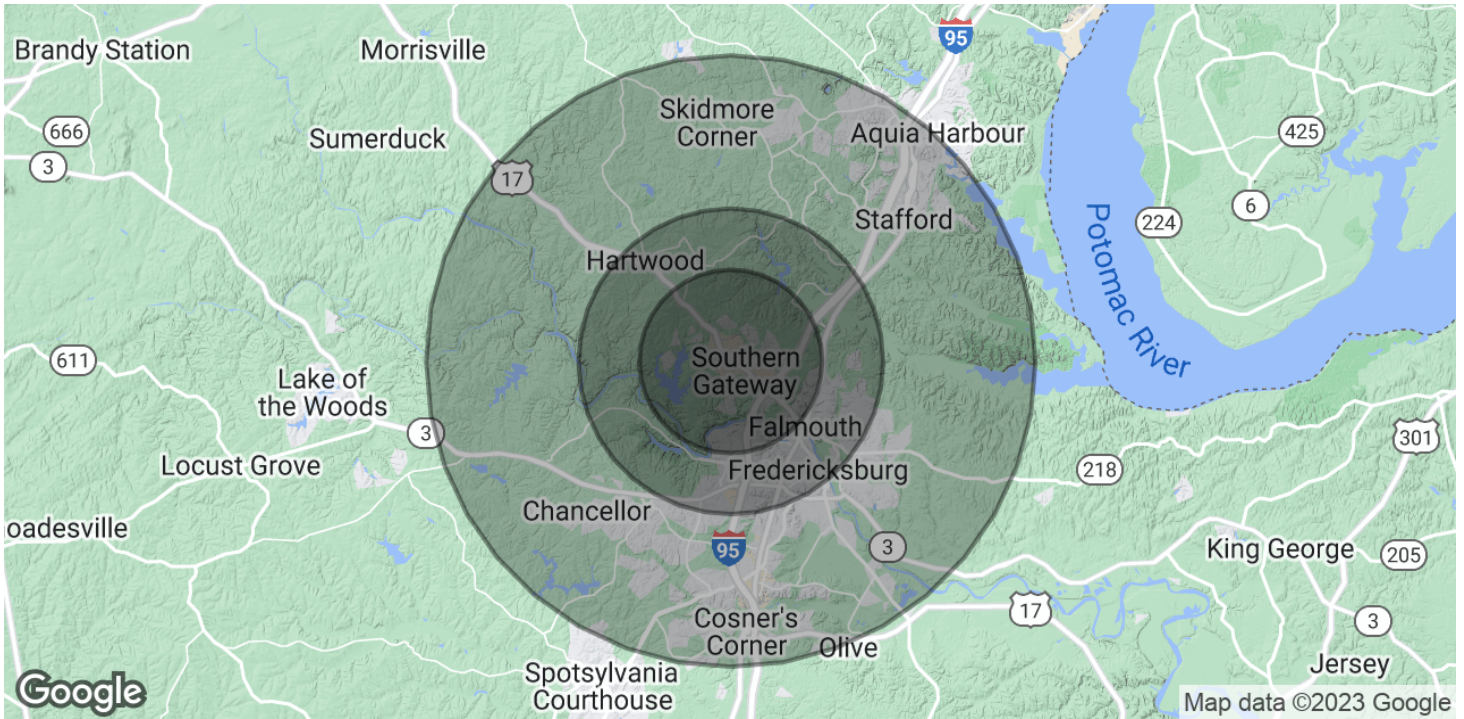 95
Brandy Station
Morrisville
Skidmore
Corner
666
Sumerduck
Aquia Harbour
425
3
17
6
Stafford
224
Potomac River
Hartwood
Southern
Gateway
611
Lake of
the Woods
Falmouth
3
301
Locust Grove
Fredericksburg
218
Chancellor
oadesville
95
3
King George
205
17
Cosner's
Corner
Olive
3
Jersey
Spotsylvania
Courthouse
Google
Map data ©2023 Google